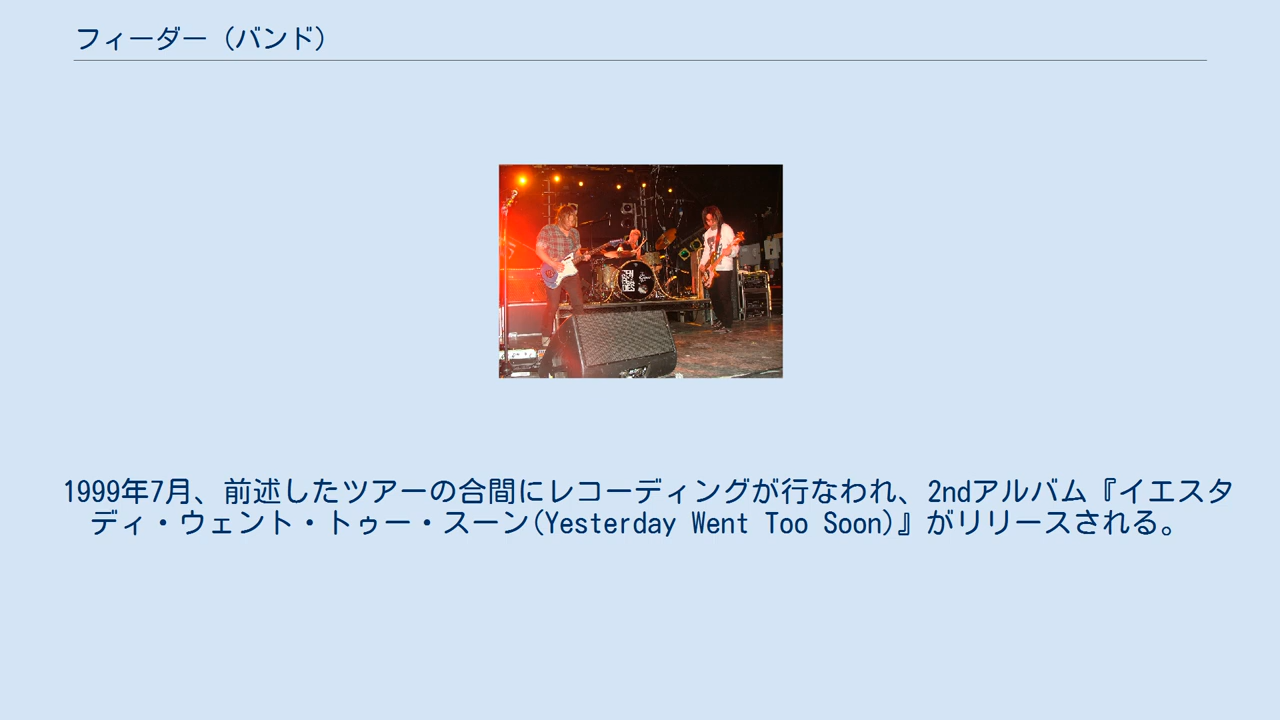 フィーダー（バンド）
1999年7月、前述したツアーの合間にレコーディングが行なわれ、2ndアルバム『イエスタ
ディ・ウェント・トゥー・スーン(Yesterday Went Too Soon)』がリリースされる。